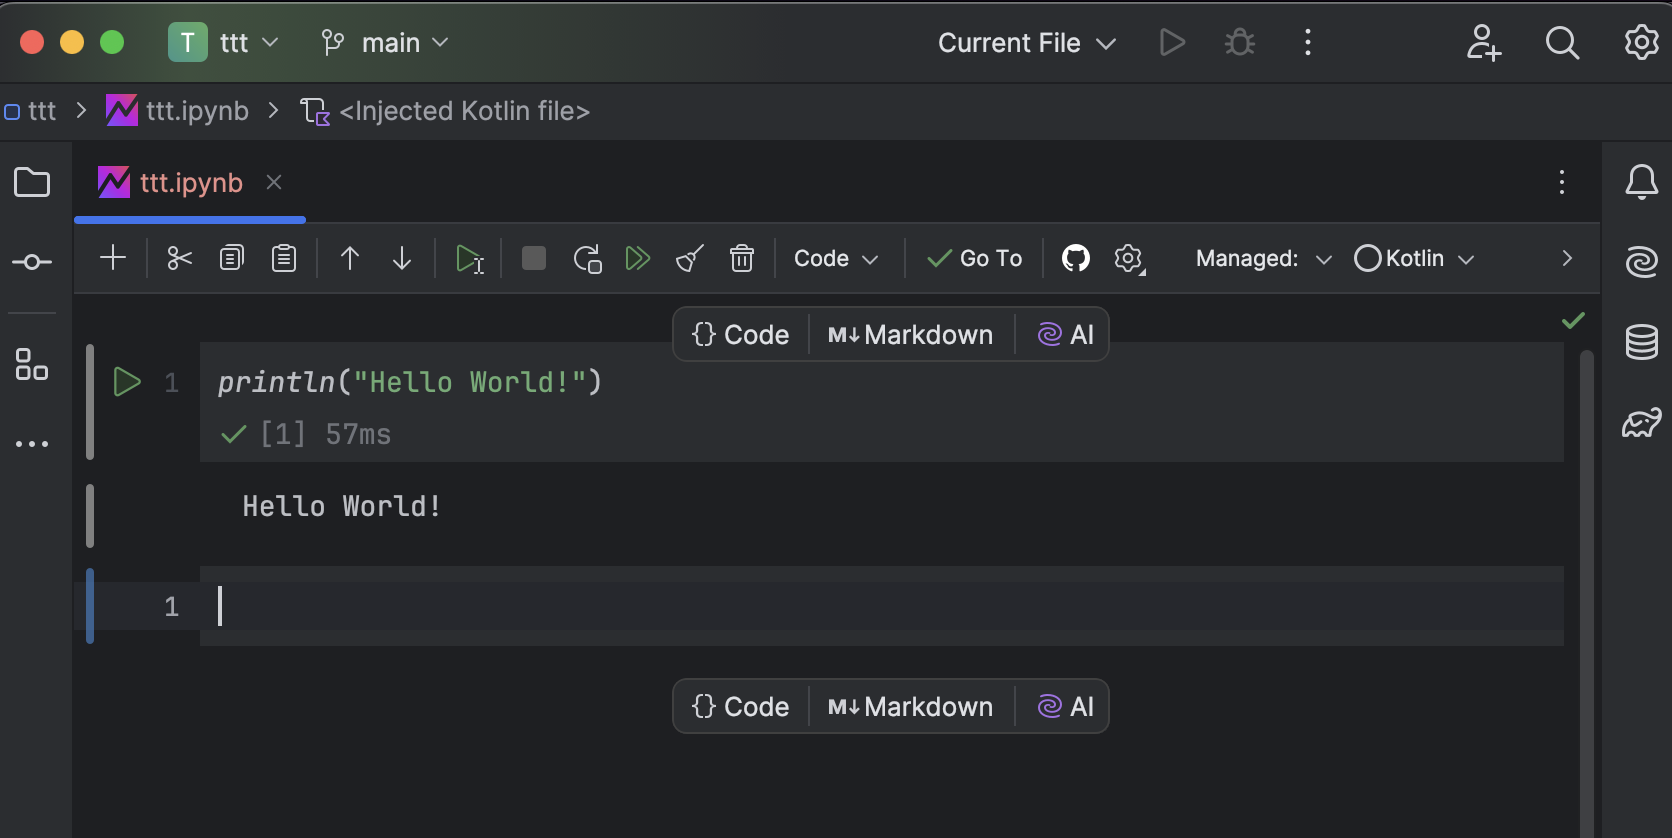 T ttt main Current File
ttt ttt.ipynb <Injected Kotlin file>
ttt.ipynb
Code Go To Managed: Kotlin
{} Code M↓ Markdown AI
1 println("Hello World!")
[1] 57ms
Hello World!
1
{} Code M↓ Markdown AI